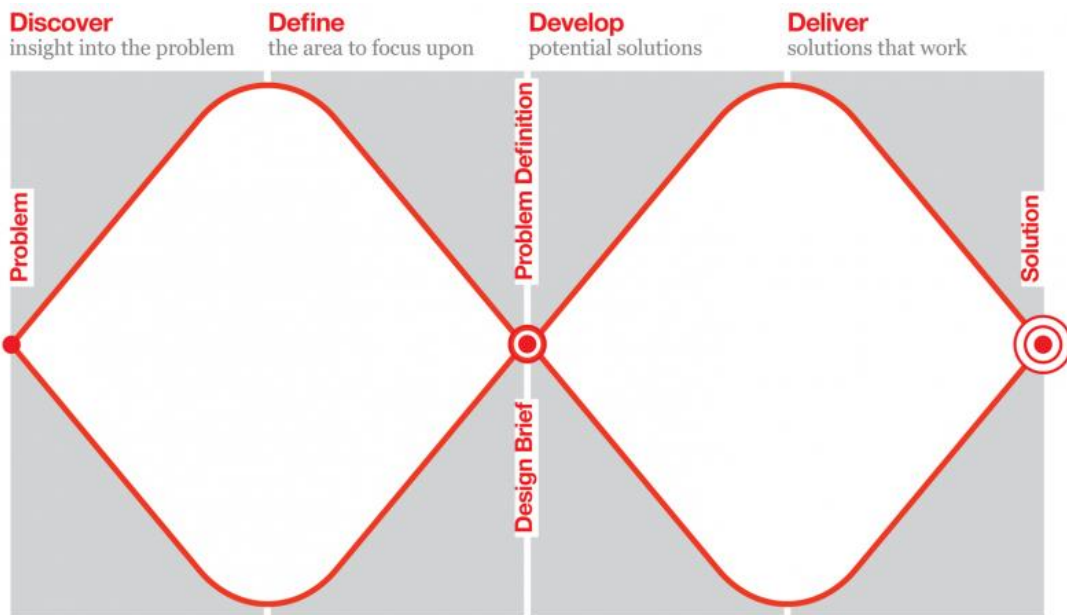 Discover
insight into the problem
Define
the area to focus upon
Develop
potential solutions
Deliver
solutions that work
Problem
Problem Definition
Design Brief
Solution